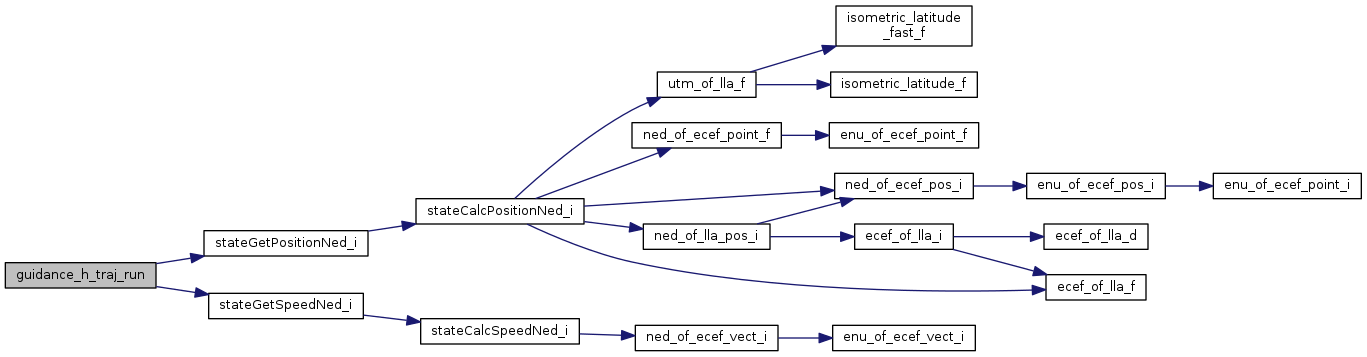 isometric_latitude
_fast_f
utm_of_lla_f
isometric_latitude_f
ned_of_ecef_point_f
enu_of_ecef_point_f
ned_of_ecef_pos_i
enu_of_ecef_pos_i
enu_of_ecef_point_i
stateCalcPositionNed_i
stateGetPositionNed_i
ned_of_lla_pos_i
ecef_of_lla_i
ecef_of_lla_d
guidance_h_traj_run
ecef_of_lla_f
stateGetSpeedNed_i
stateCalcSpeedNed_i
ned_of_ecef_vect_i
enu_of_ecef_vect_i